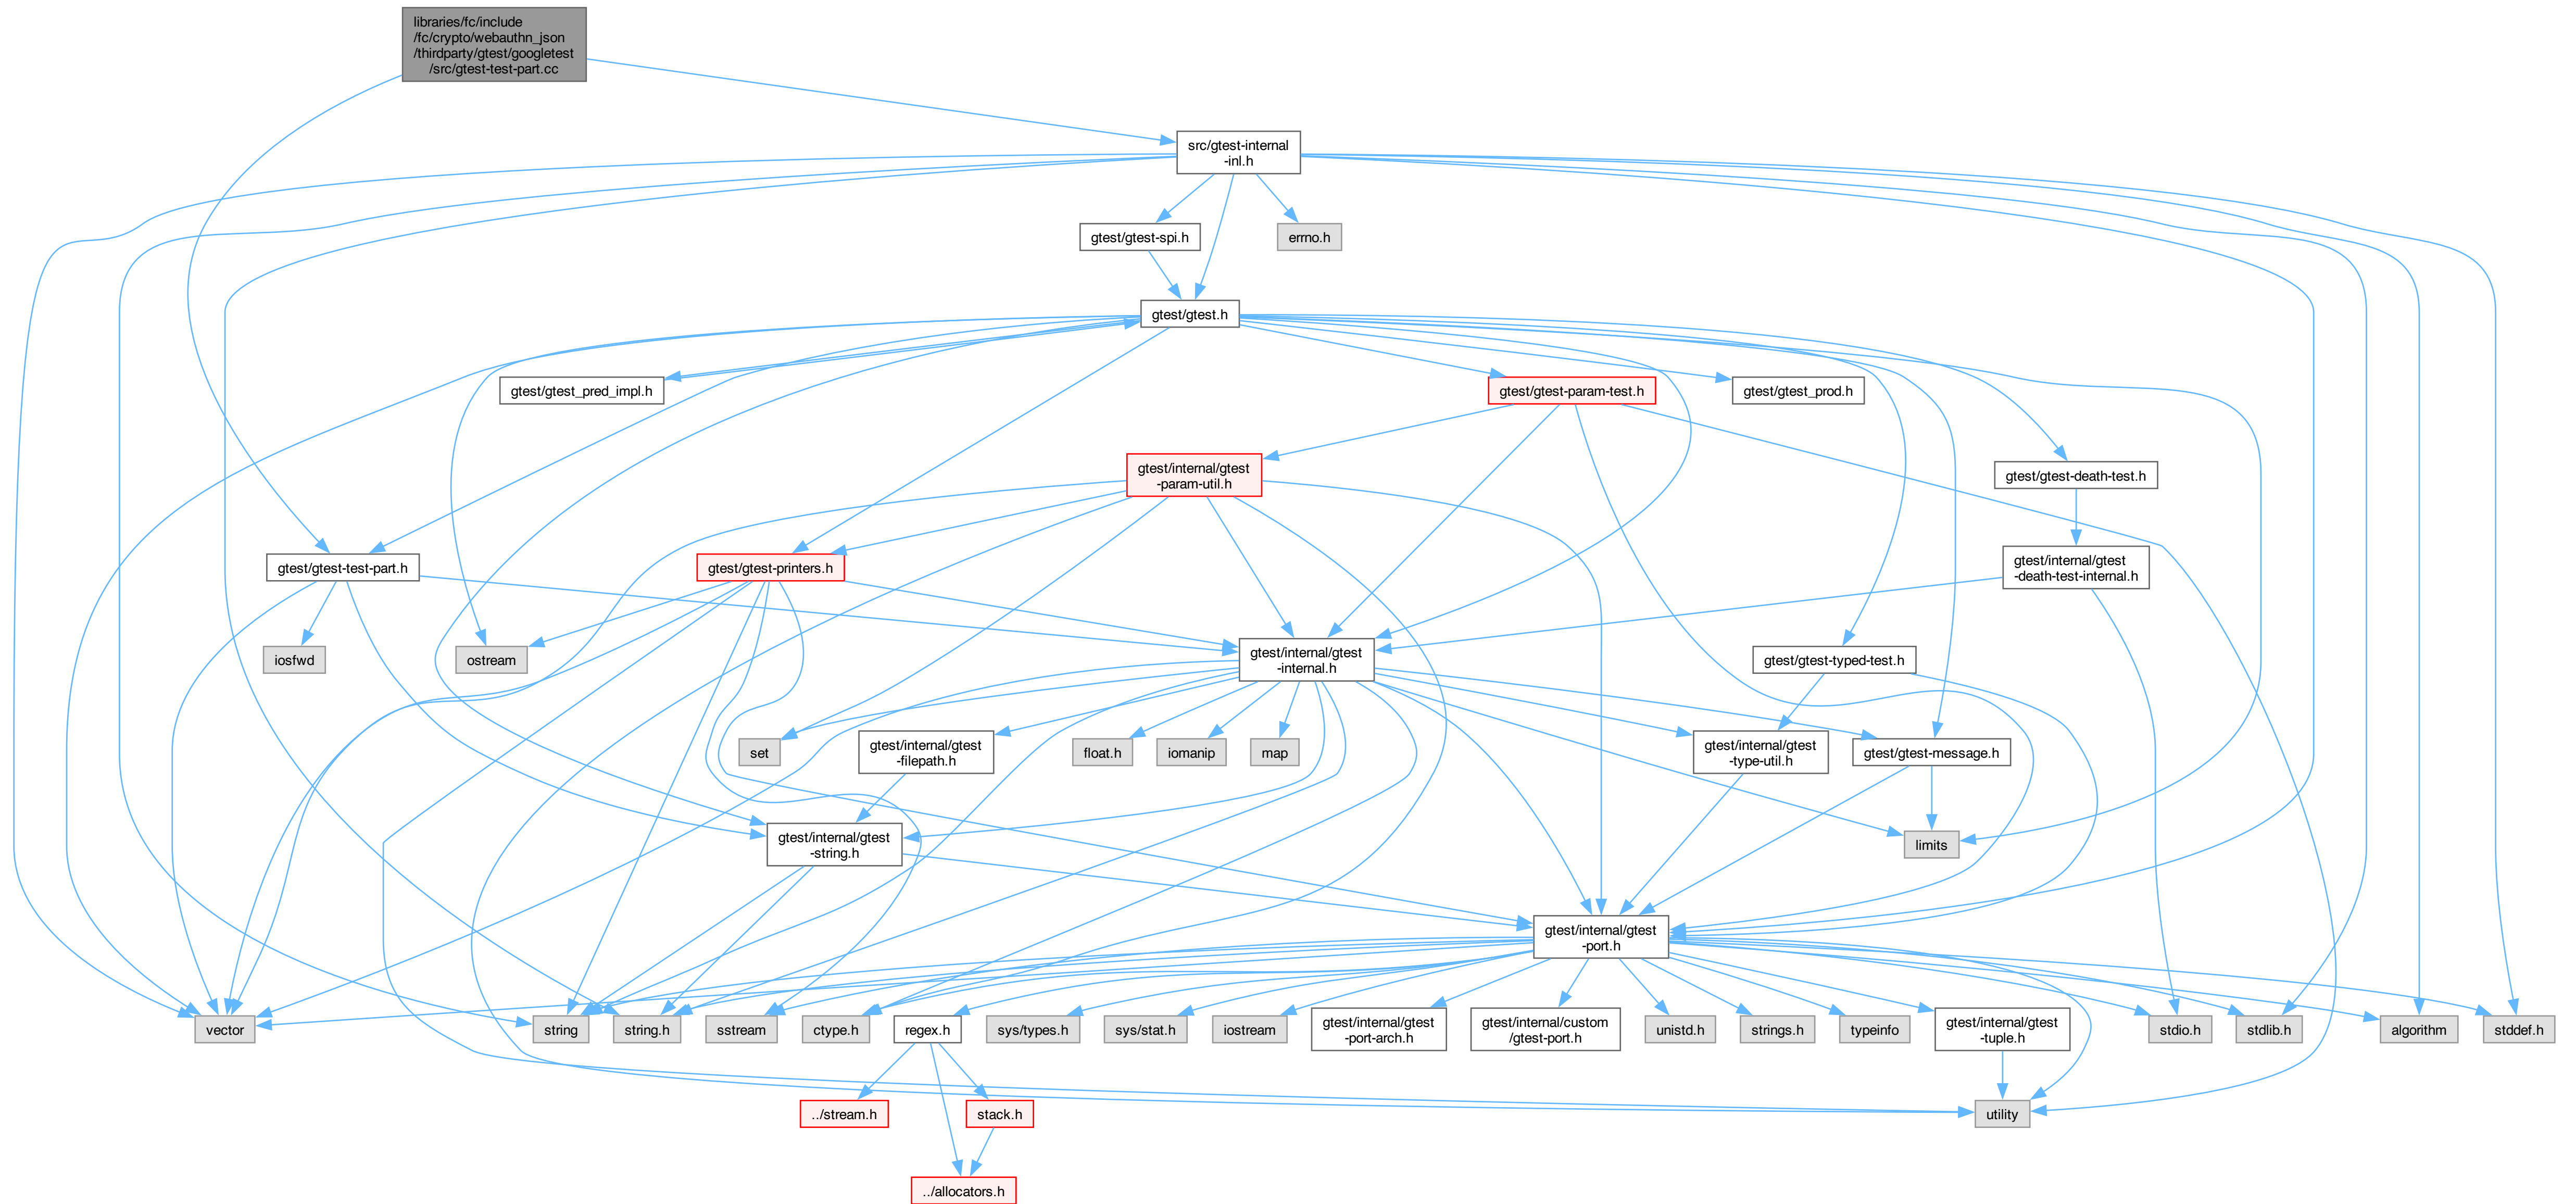 libraries/fc/include
/fc/crypto/webauthn_json
/thirdparty/gtest/googletest
/src/gtest-test-part.cc
src/gtest-internal
-inl.h
gtest/gtest-spi.h
errno.h
gtest/gtest.h
gtest/gtest_pred_impl.h
gtest/gtest-param-test.h
gtest/gtest_prod.h
gtest/internal/gtest
-param-util.h
gtest/gtest-death-test.h
gtest/gtest-test-part.h
gtest/gtest-printers.h
gtest/internal/gtest
-death-test-internal.h
iosfwd
ostream
gtest/internal/gtest
-internal.h
gtest/gtest-typed-test.h
set
gtest/internal/gtest
-filepath.h
float.h
iomanip
map
gtest/internal/gtest
-type-util.h
gtest/gtest-message.h
gtest/internal/gtest
-string.h
limits
gtest/internal/gtest
-port.h
vector
string
string.h
sstream
ctype.h
regex.h
sys/types.h
sys/stat.h
iostream
gtest/internal/gtest
-port-arch.h
gtest/internal/custom
/gtest-port.h
unistd.h
strings.h
typeinfo
gtest/internal/gtest
-tuple.h
stdio.h
stdlib.h
algorithm
stddef.h
../stream.h
stack.h
utility
../allocators.h